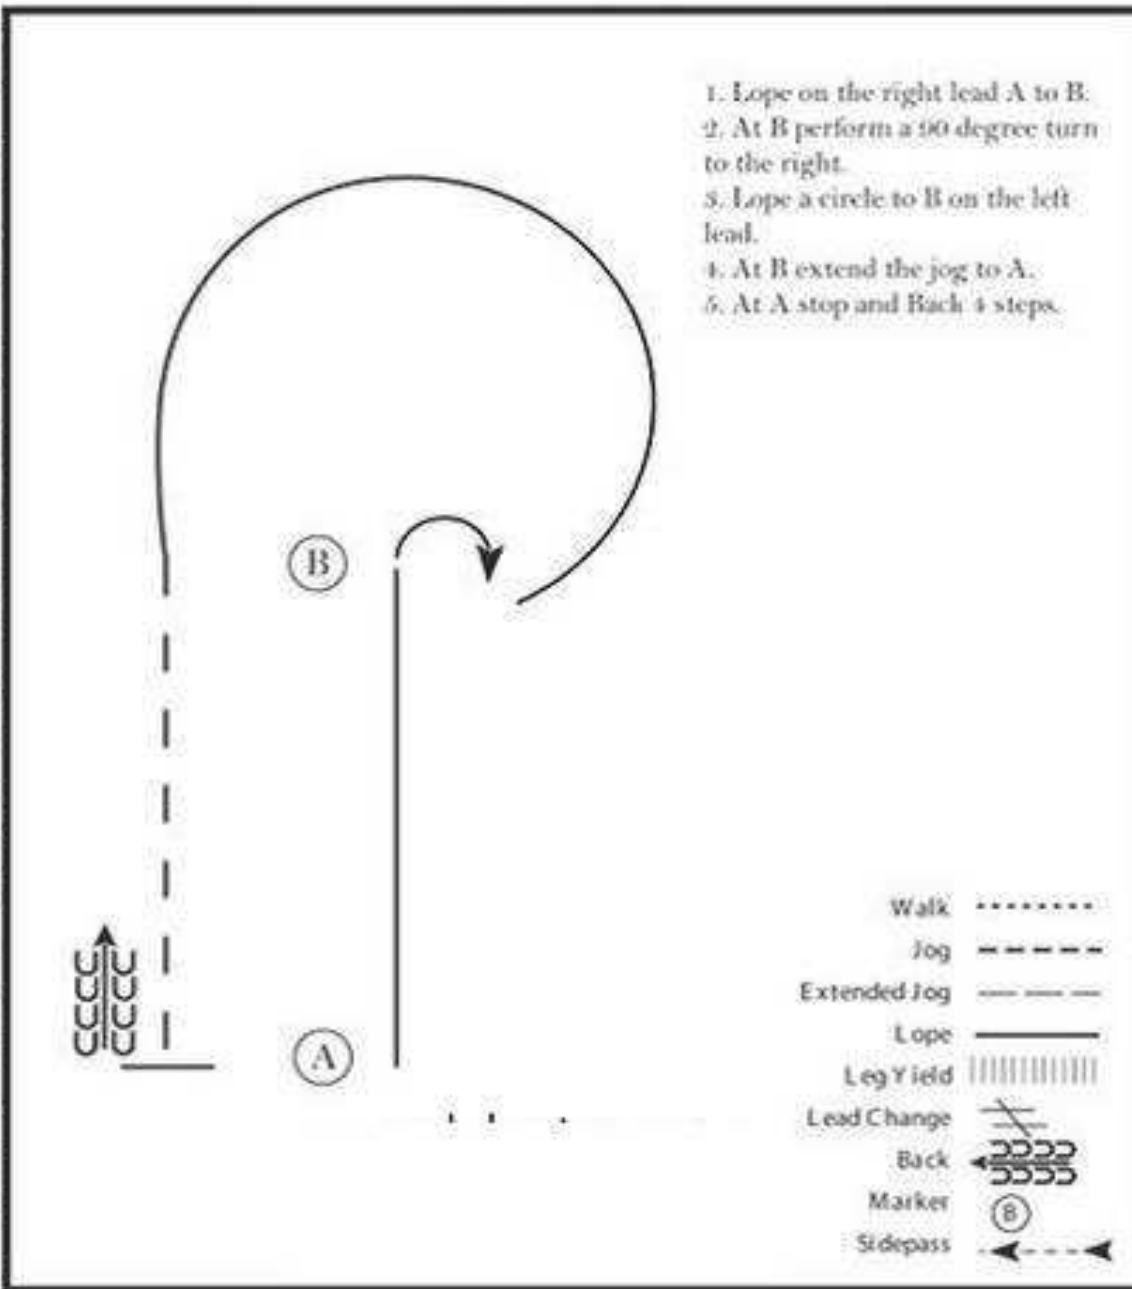 1. Lope on the right lead A to B.
2. At B perform a 90 degree turn
to the right.
3. Lope a circle to B on the left
lead.
4. At B extend the jog to A.
5. At A stop and Back 4 steps.
B
A
Walk
Jog
Extended Jog
Lope
Leg Yield
Lead Change
Back
Marker B
Sidepass